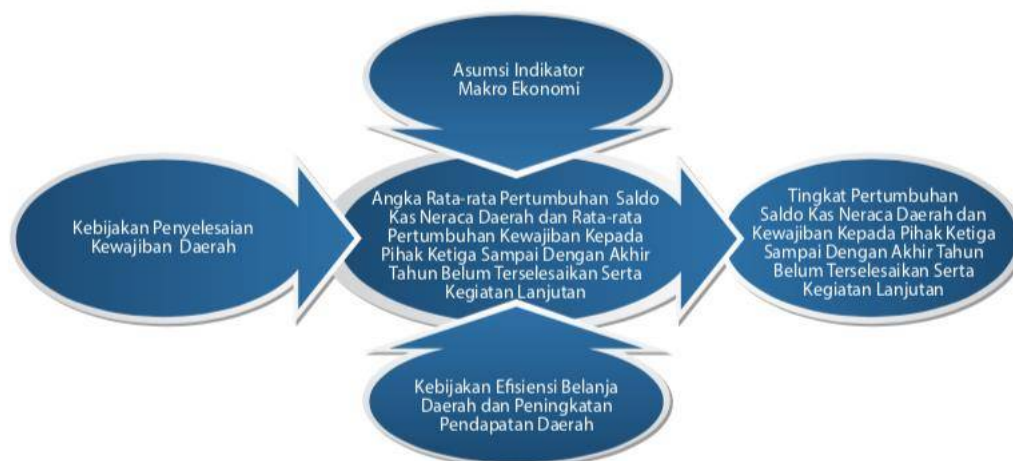 Asumsi Indikator
Makro Ekonomi
Kebijakan Penyelesaian
Kewajiban Daerah
Angka Rata-rata Pertumbuhan Saldo
Kas Neraca Daerah dan Rata-rata
Pertumbuhan Kewajiban Kepada
Pihak Ketiga Sampai Dengan Akhir
Tahun Belum Terselesaikan Serta
Kegiatan Lanjutan
Tingkat Pertumbuhan
Saldo Kas Neraca Daerah dan
Kewajiban Kepada Pihak Ketiga
Sampai Dengan Akhir Tahun
Belum Terselesaikan Serta
Kegiatan Lanjutan
Kebijakan Efisiensi Belanja
Daerah dan Peningkatan
Pendapatan Daerah